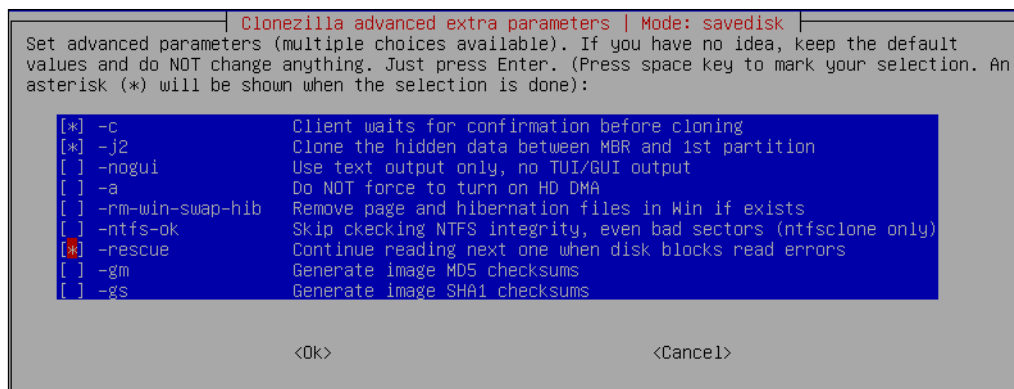 Clonezilla advanced extra parameters | Mode: savedisk
Set advanced parameters (multiple choices available). If you have no idea, keep the default
values and do NOT change anything. Just press Enter. (Press space key to mark your selection. An
asterisk (*) will be shown when the selection is done):
[*] -c Client waits for confirmation before cloning
[*] -j2 Clone the hidden data between MBR and 1st partition
[ ] -nogui Use text output only, no TUI/GUI output
[ ] -a Do NOT force to turn on HD DMA
[ ] -rm-win-swap-hib Remove page and hibernation files in Win if exists
[ ] -ntfs-ok Skip ckecking NTFS integrity, even bad sectors (ntfsclone only)
[*] -rescue Continue reading next one when disk blocks read errors
[ ] -gm Generate image MD5 checksums
[ ] -gs Generate image SHA1 checksums
<Ok> <Cancel>